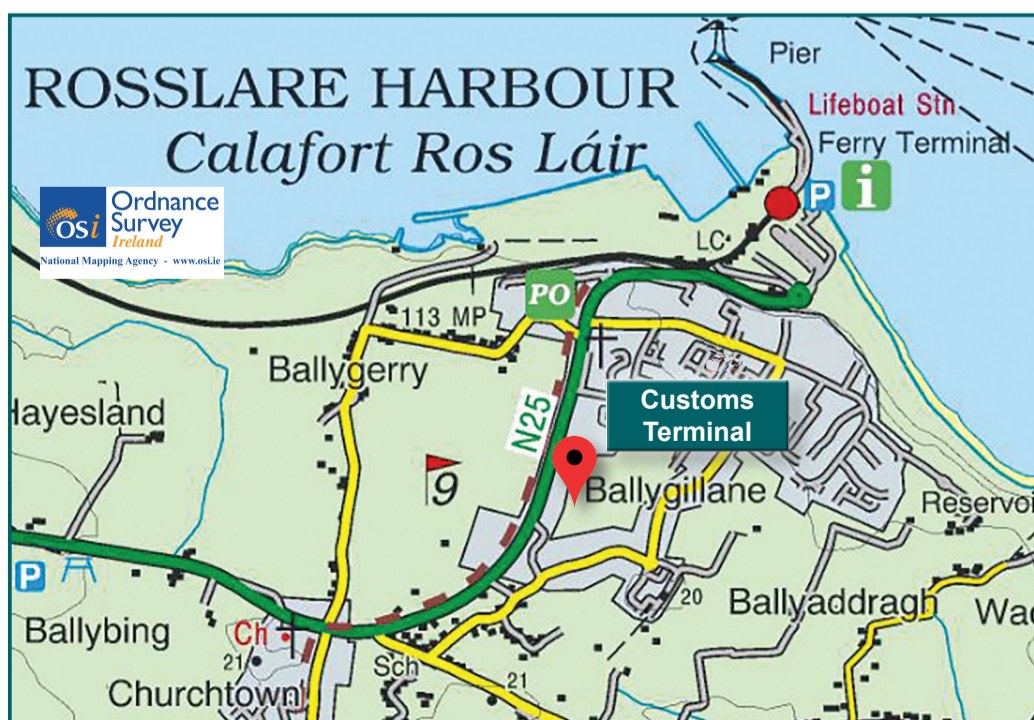 Pier
ROSSLARE HARBOUR
Lifeboat Stn
Calafort Ros Láir
Ferry Terminal
P
i
osi
Ordnance
Survey
Ireland
National Mapping Agency - www.osi.ie
LC
PO
113 MP
Ballygerry
Hayesland
Customs
Terminal
N25
9
Ballygillane
Reservoi
P
20
Ballyaddragh
Wad
Ballybing
Ch
21
Sch
21
Churchtown